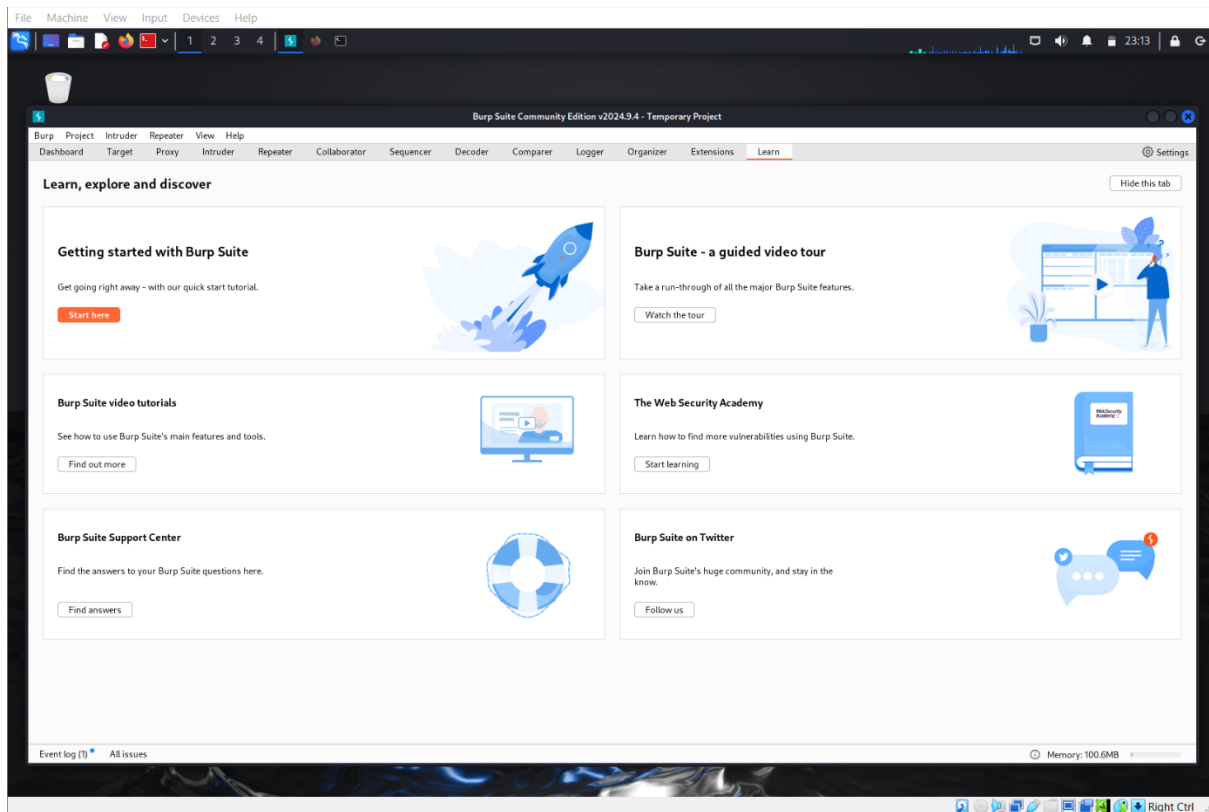 File Machine View Input Devices Help
1 2 3 4 23:13
Burp Suite Community Edition v2024.9.4 - Temporary Project
Burp Project Intruder Repeater View Help
Dashboard Target Proxy Intruder Repeater Collaborator Sequencer Decoder Comparer Logger Organizer Extensions Learn Settings
Learn, explore and discover
Hide this tab
Getting started with Burp Suite
Get going right away - with our quick start tutorial.
Start here
Burp Suite - a guided video tour
Take a run-through of all the major Burp Suite features.
Watch the tour
Burp Suite video tutorials
See how to use Burp Suite's main features and tools.
Find out more
The Web Security Academy
Learn how to find more vulnerabilities using Burp Suite.
Start learning
WebSecurity
Academy
Burp Suite Support Center
Find the answers to your Burp Suite questions here.
Find answers
Burp Suite on Twitter
Join Burp Suite's huge community, and stay in the
know.
Follow us
Event log (1) All issues Memory: 100.6MB
Right Ctrl